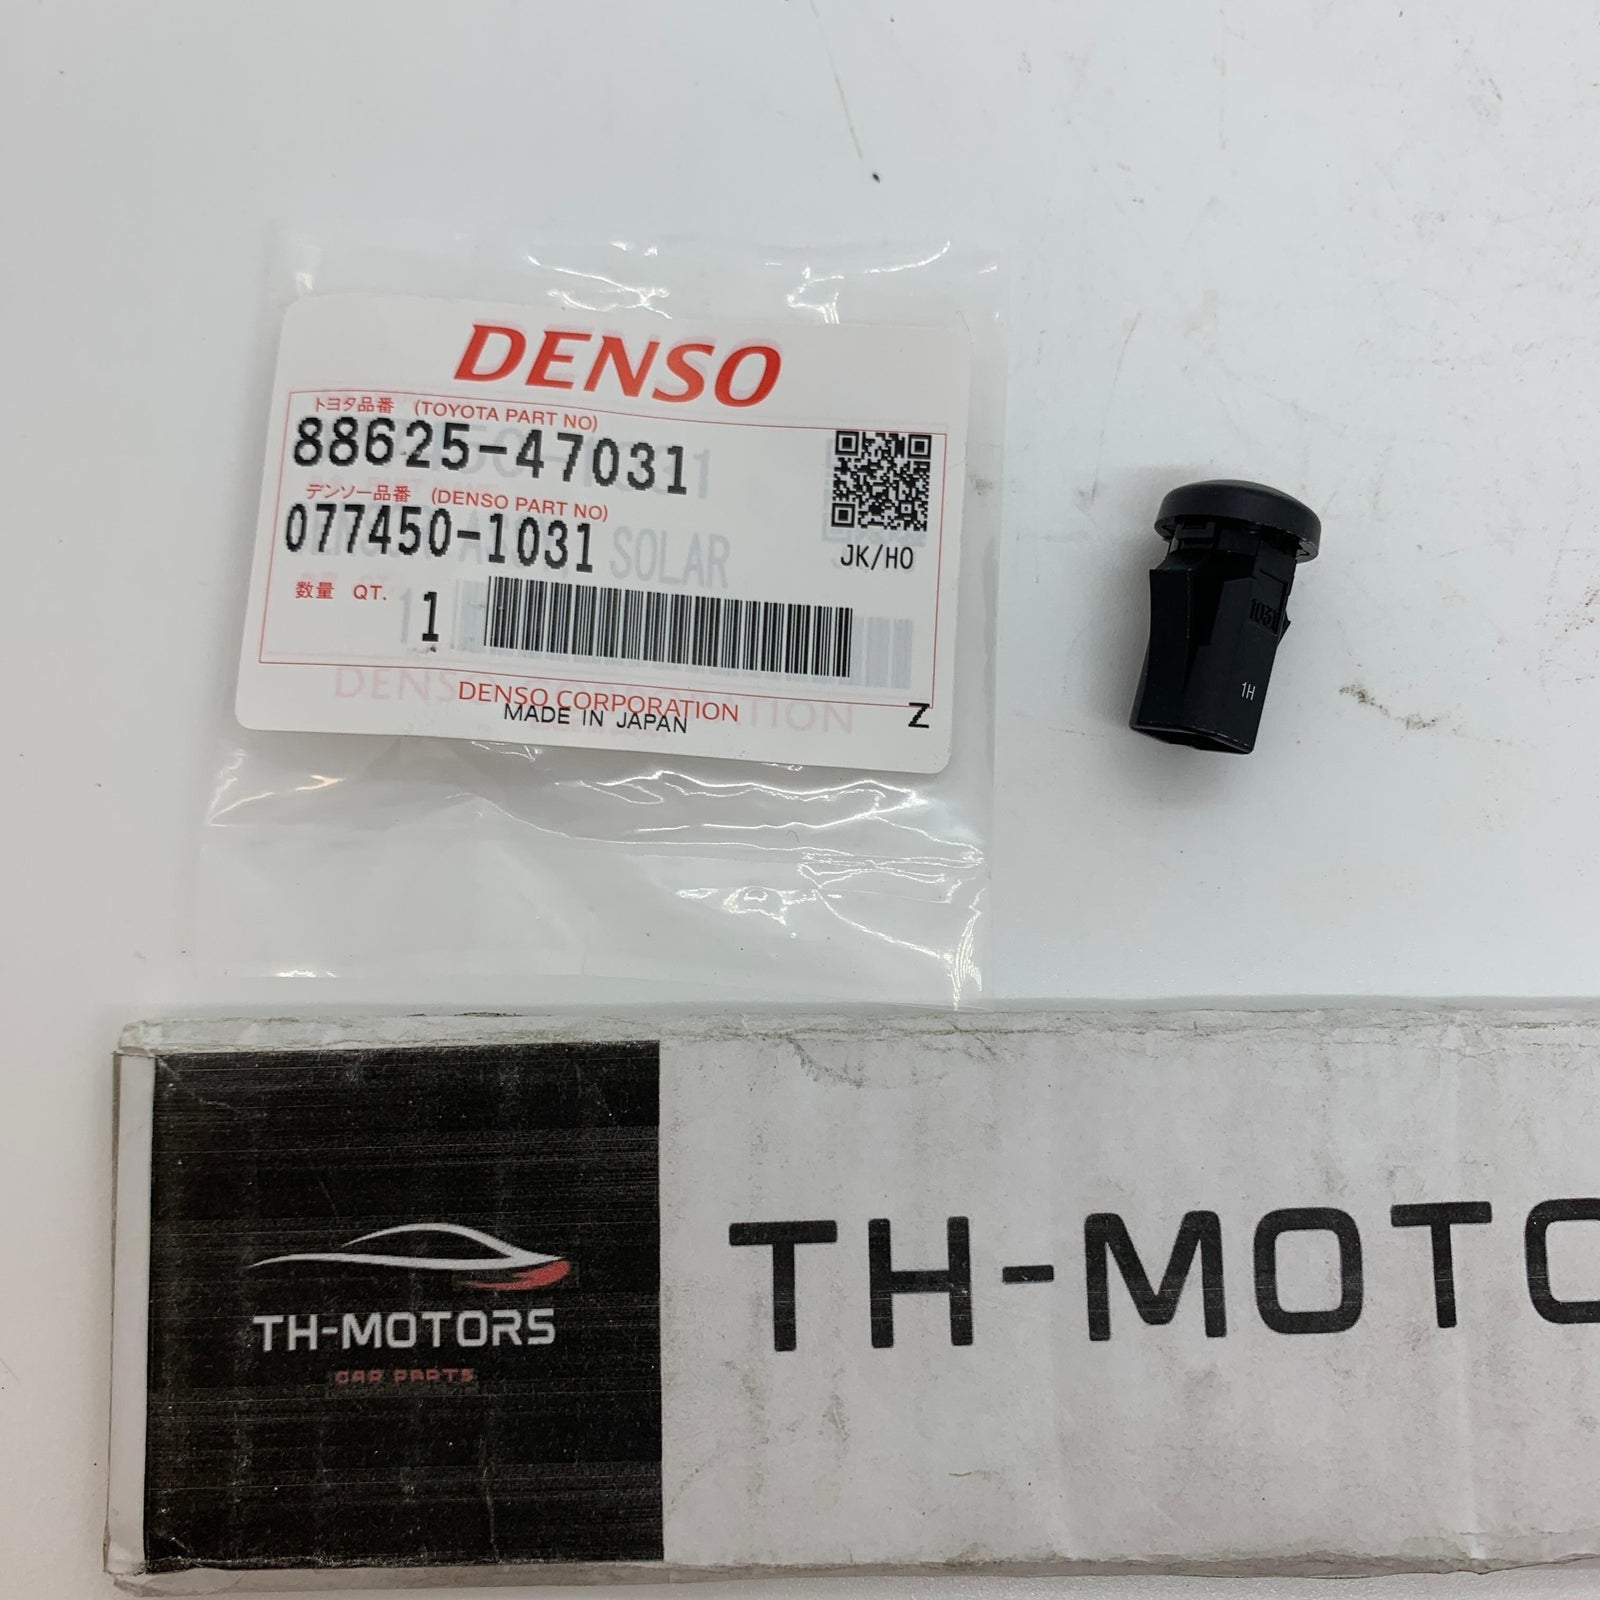 DENSO
トヨタ品番 (TOYOTA PART NO)
88625-47031
デンソー品番 (DENSO PART NO)
077450-1031
SOLAR
JK/HO
数量 QT. 1
DENSO CORPORATION
MADE IN JAPAN
Z
1031
1H
TH-MOTORS
CAR PARTS
TH-MOTO